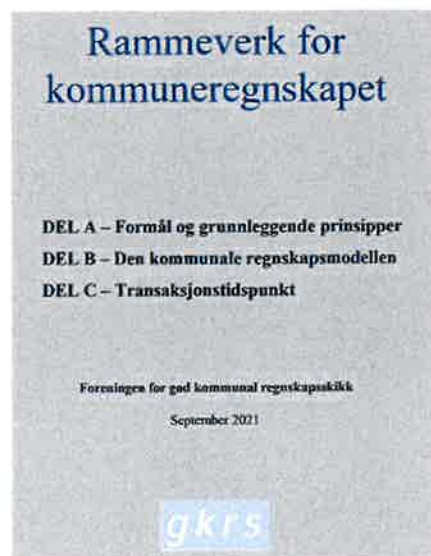 Rammeverk for
kommuneregnskapet
DEL A – Formål og grunnleggende prinsipper
DEL B – Den kommunale regnskapsmodellen
DEL C – Transaksjonstidspunkt
Foreningen for god kommunal regnskapsskikk
September 2021
gkrs